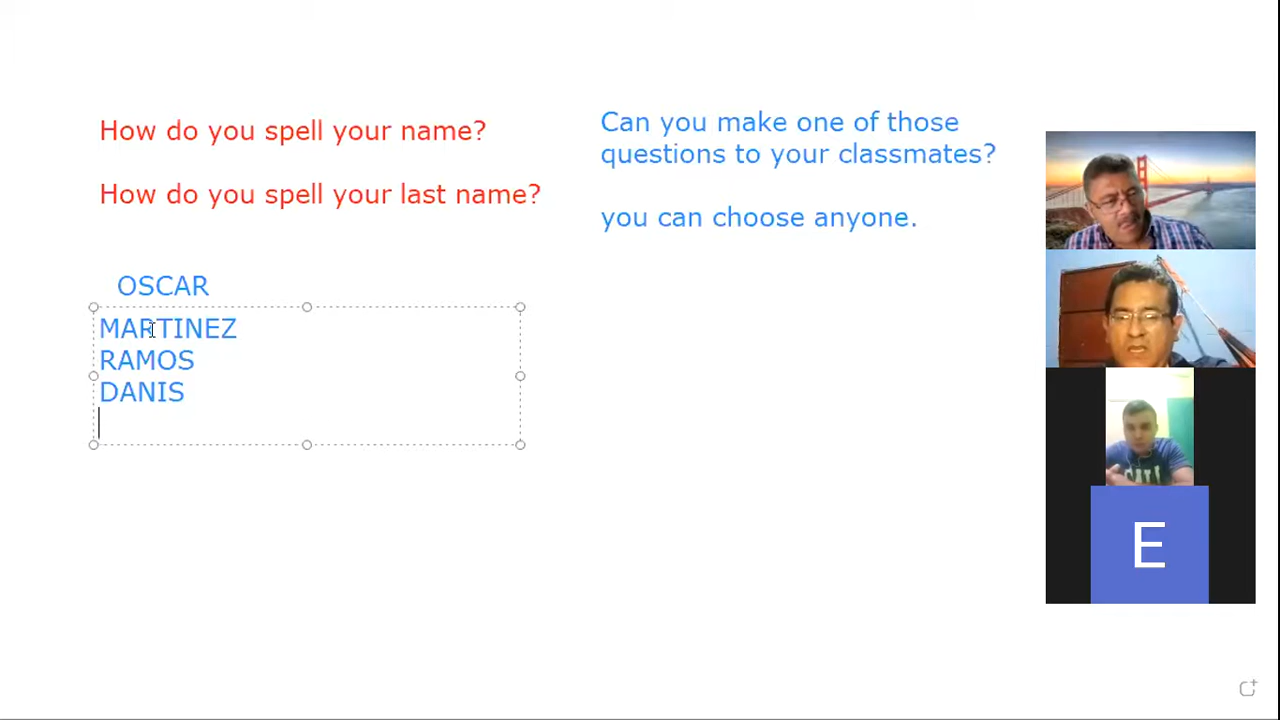 How do you spell your name?
How do you spell your last name?
OSCAR
MARTINEZ
RAMOS
DANIS
Can you make one of those
questions to your classmates?
you can choose anyone.
E